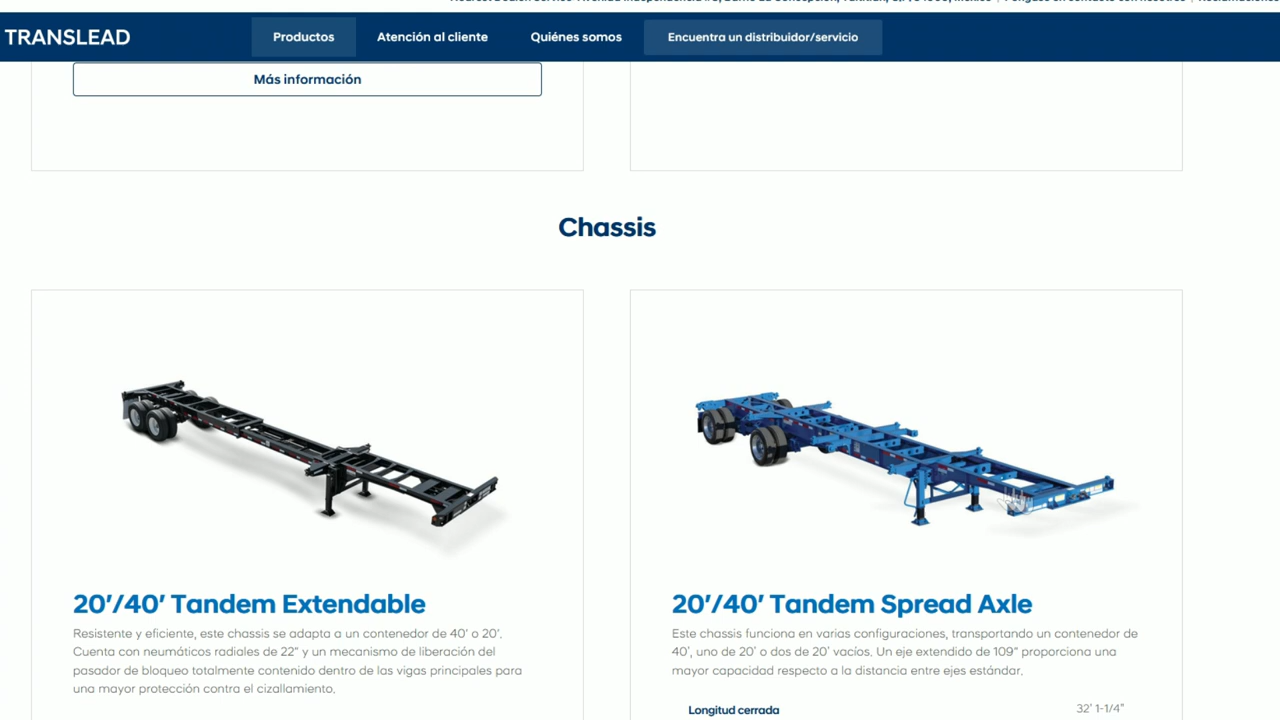 TRANSLEAD
Productos
Atención al cliente
Quiénes somos
Encuentra un distribuidor/servicio
Más información
Chassis
20'/40' Tandem Extendable
Resistente y eficiente, este chassis se adapta a un contenedor de 40' o 20'.
Cuenta con neumáticos radiales de 22" y un mecanismo de liberación del
pasador de bloqueo totalmente contenido dentro de las vigas principales para
una mayor protección contra el cizallamiento.
20'/40' Tandem Spread Axle
Este chassis funciona en varias configuraciones, transportando un contenedor de
40', uno de 20' o dos de 20' vacíos. Un eje extendido de 109" proporciona una
mayor capacidad respecto a la distancia entre ejes estándar.
Longitud cerrada
32' 1-1/4"